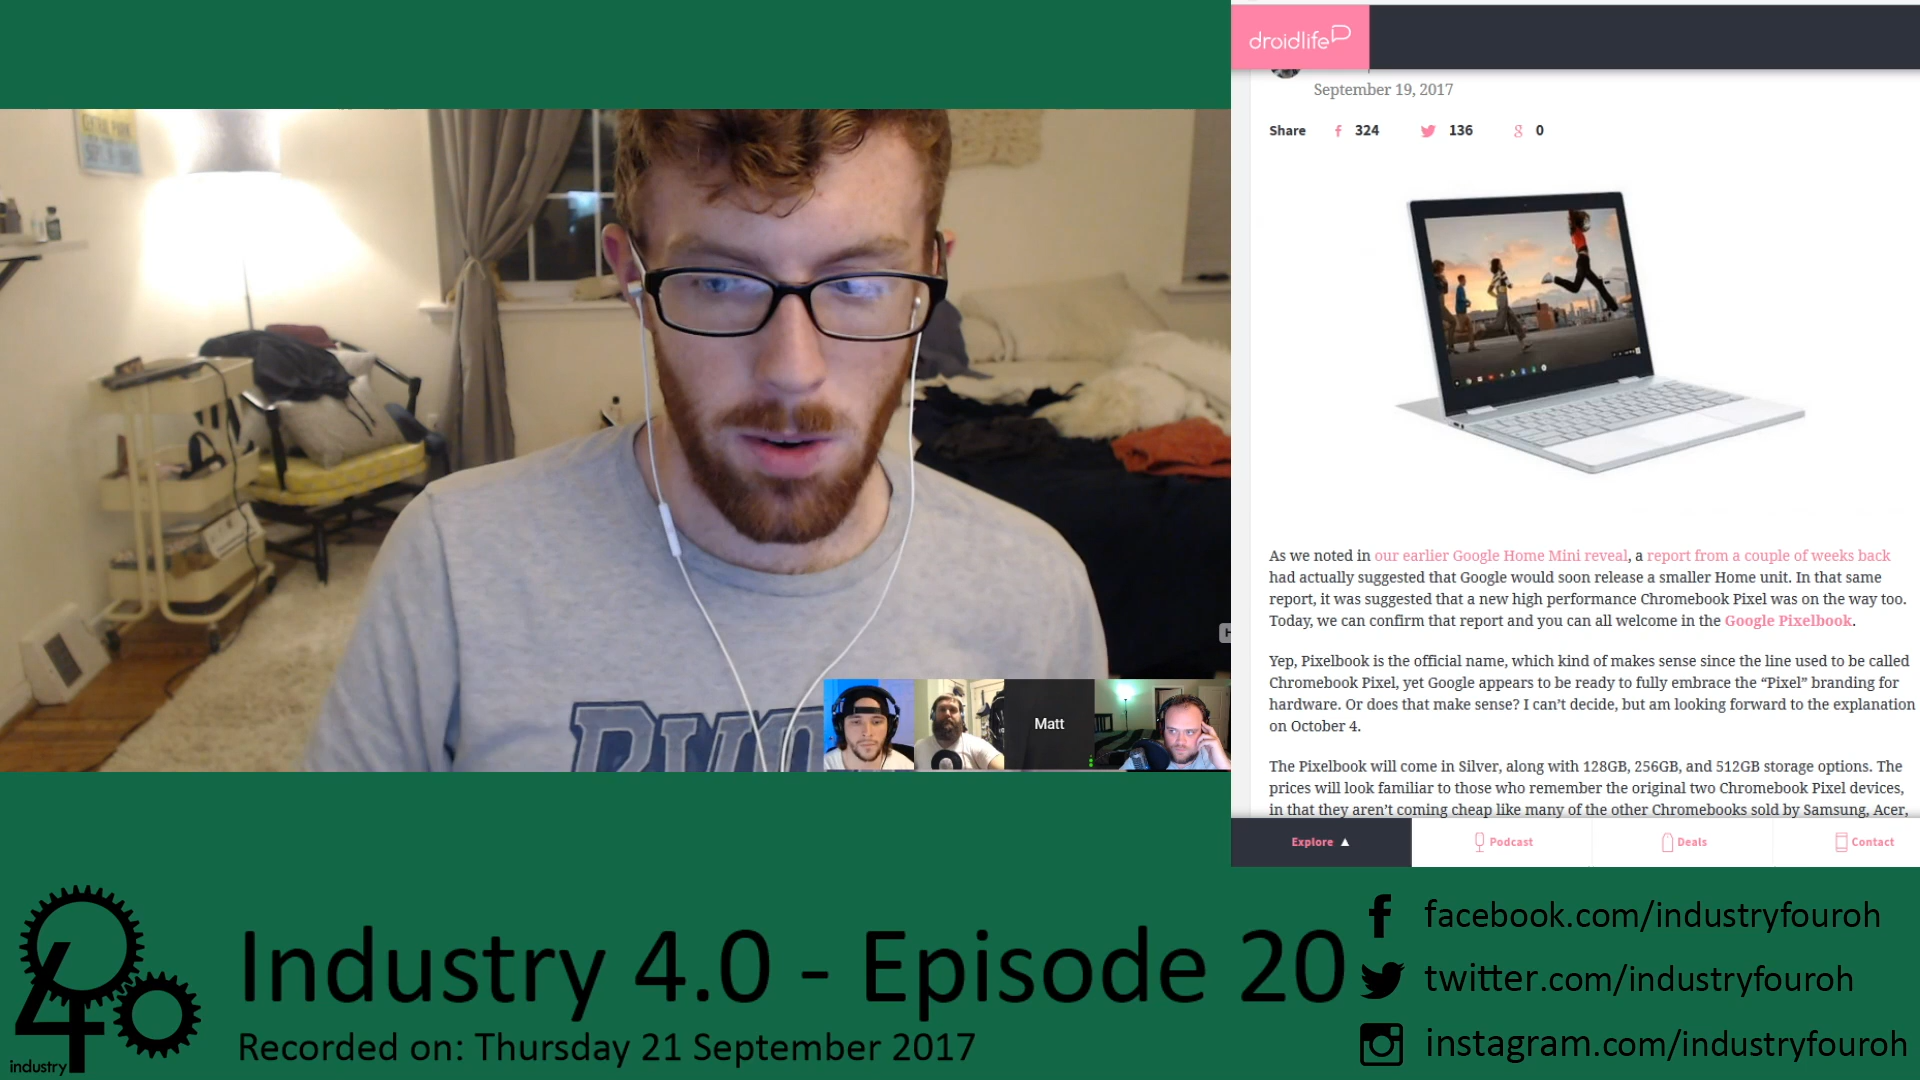 droidlife
September 19, 2017
Share 324 136 0
As we noted in our earlier Google Home Mini reveal, a report from a couple of weeks back
had actually suggested that Google would soon release a smaller Home unit. In that same
report, it was suggested that a new high performance Chromebook Pixel was on the way too.
Today, we can confirm that report and you can all welcome in the Google Pixelbook.
Yep, Pixelbook is the official name, which kind of makes sense since the line used to be called
Chromebook Pixel, yet Google appears to be ready to fully embrace the “Pixel” branding for
hardware. Or does that make sense? I can’t decide, but am looking forward to the explanation
on October 4.
The Pixelbook will come in Silver, along with 128GB, 256GB, and 512GB storage options. The
prices will look familiar to those who remember the original two Chromebook Pixel devices,
in that they aren’t coming cheap like many of the other Chromebooks sold by Samsung, Acer,
Explore ▲ Podcast Deals Contact
Matt
4.0
industry
Industry 4.0 - Episode 20
Recorded on: Thursday 21 September 2017
facebook.com/industryfouroh
twitter.com/industryfouroh
instagram.com/industryfouroh